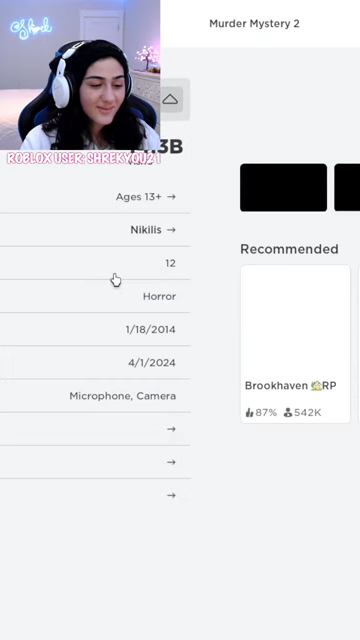 Murder Mystery 2
ROBLOX USER: SHREKYOU21
Ages 13+ →
Nikilis →
12
Horror
1/18/2014
4/1/2024
Microphone, Camera
→
→
→
Recommended
Brookhaven 🏡RP
87% 542K